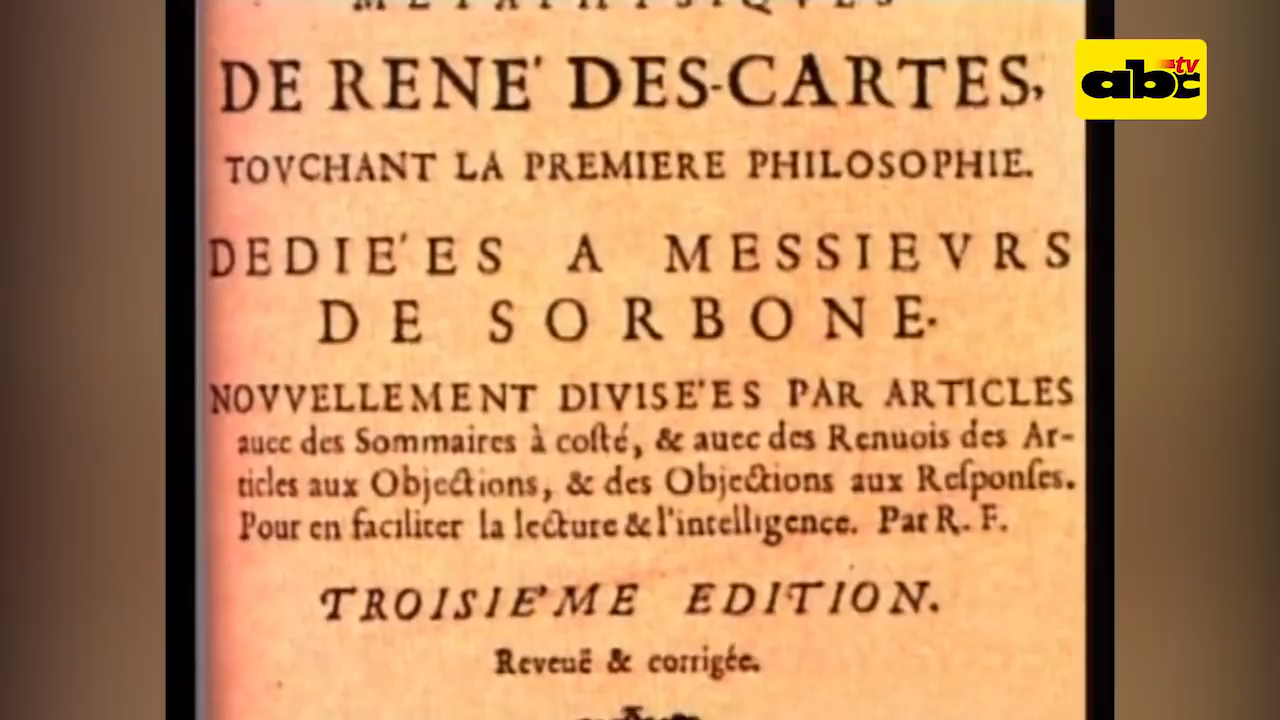 METAPHYSIQVES
DE RENE' DES-CARTES,
TOVCHANT LA PREMIERE PHILOSOPHIE.
DEDIE'ES A MESSIEVRS
DE SORBONE.
NOVVELLEMENT DIVISE'ES PAR ARTICLES
auec des Sommaires à coſté, & auec des Renuois des Ar-
ticles aux Objections, & des Objections aux Reſponſes.
Pour en faciliter la lecture & l'intelligence. Par R. F.
TROISIE'ME EDITION.
Reveuë & corrigée.
abc tv